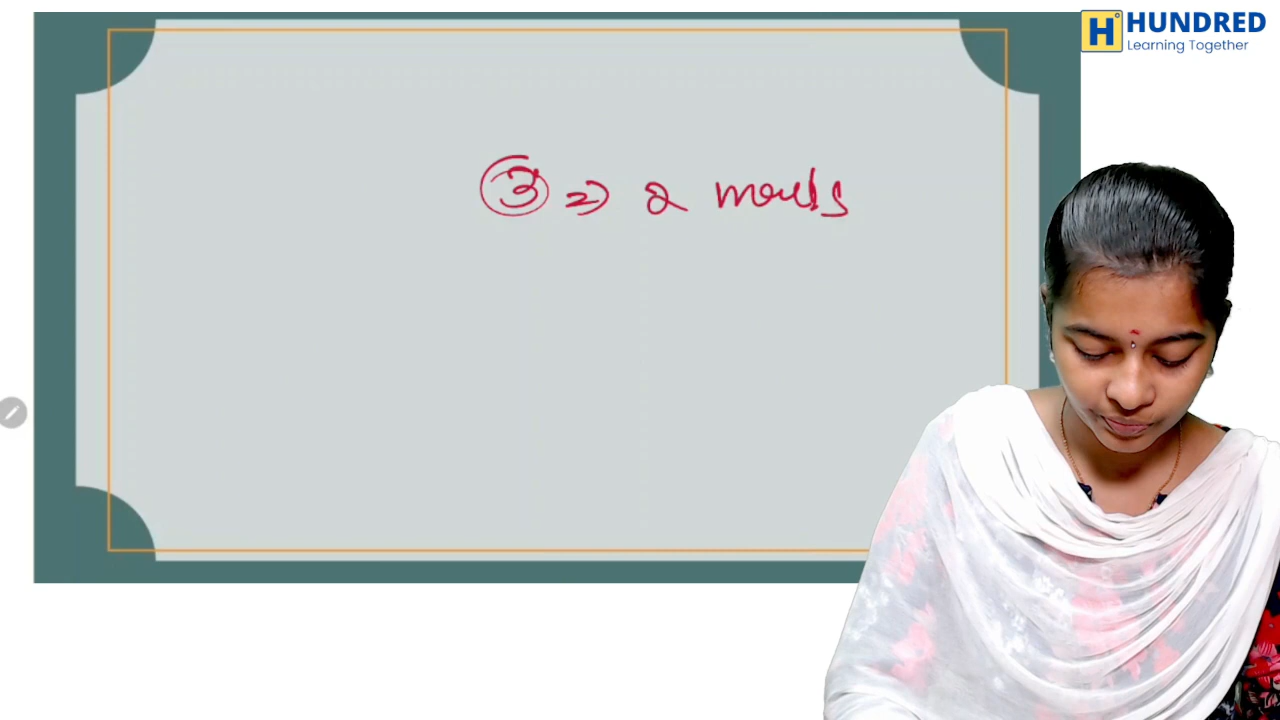 H° HUNDRED
Learning Together
③ => 2 marks